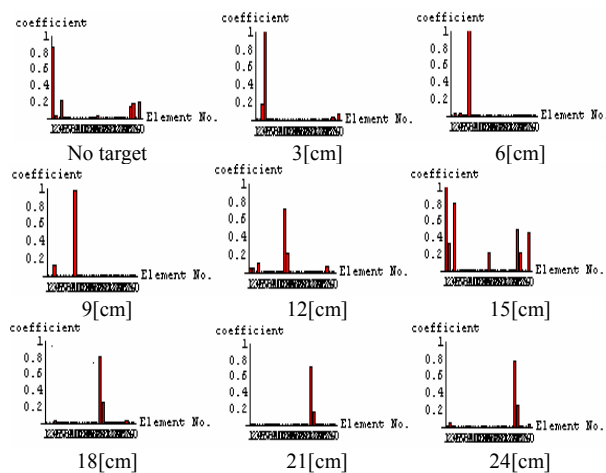 coefficient
1
0.8
0.6
0.4
0.2
Element No.
No target
coefficient
1
0.8
0.6
0.4
0.2
Element No.
3[cm]
coefficient
1
0.8
0.6
0.4
0.2
Element No.
6[cm]
coefficient
1
0.8
0.6
0.4
0.2
Element No.
9[cm]
coefficient
1
0.8
0.6
0.4
0.2
Element No.
12[cm]
coefficient
1
0.8
0.6
0.4
0.2
Element No.
15[cm]
coefficient
1
0.8
0.6
0.4
0.2
Element No.
18[cm]
coefficient
1
0.8
0.6
0.4
0.2
Element No.
21[cm]
coefficient
1
0.8
0.6
0.4
0.2
Element No.
24[cm]